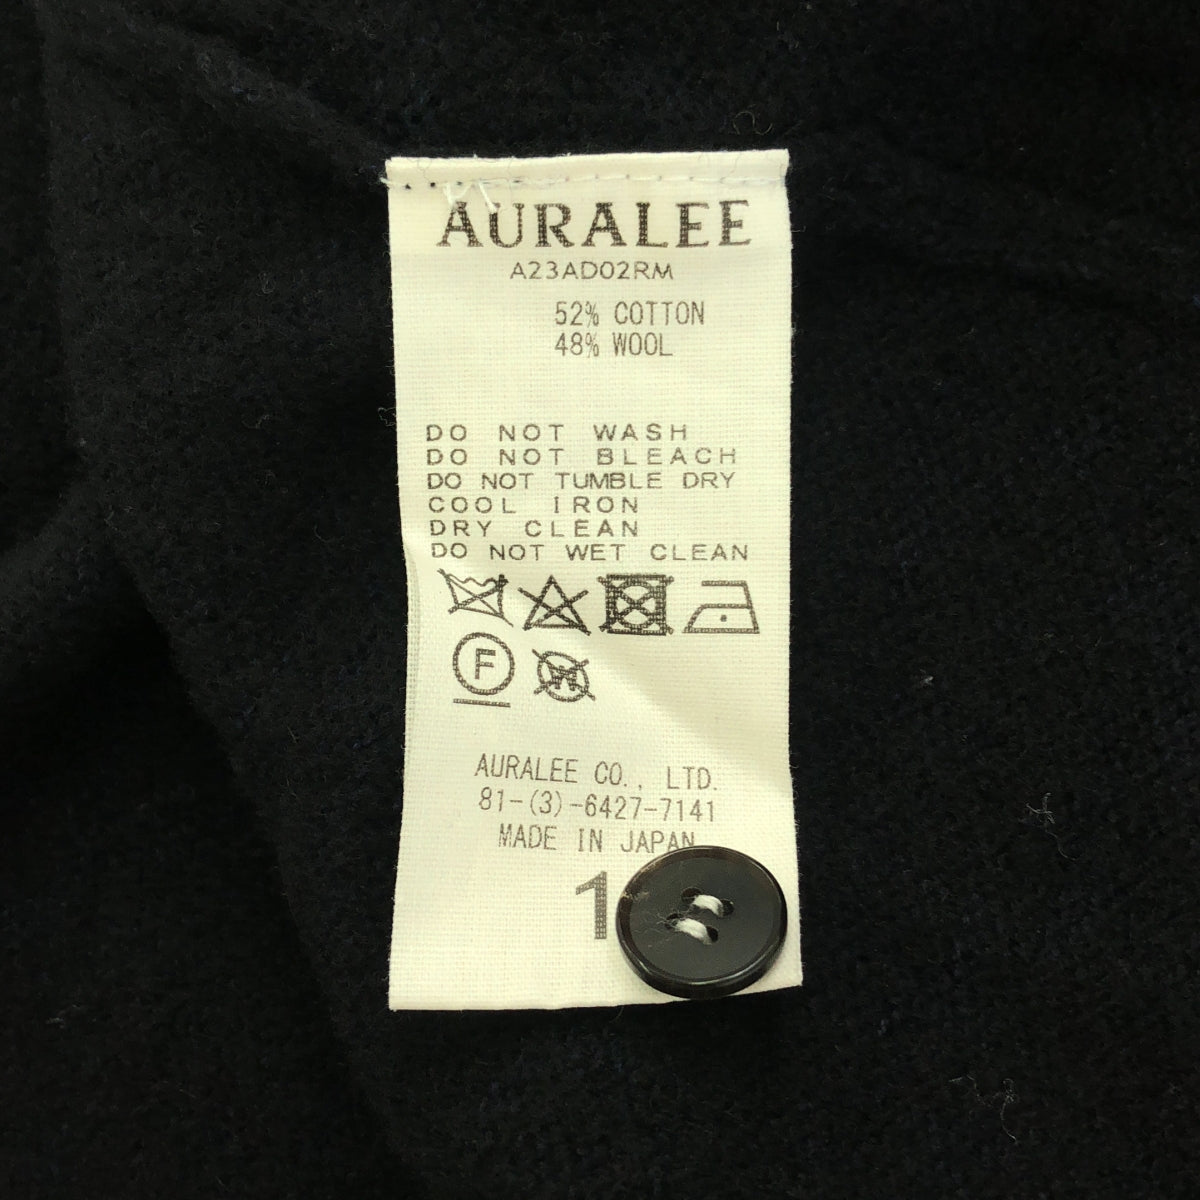 AURALEE
A23AD02RM
52% COTTON
48% WOOL
DO NOT WASH
DO NOT BLEACH
DO NOT TUMBLE DRY
COOL IRON
DRY CLEAN
DO NOT WET CLEAN
F W
AURALEE CO., LTD.
81-(3)-6427-7141
MADE IN JAPAN
1